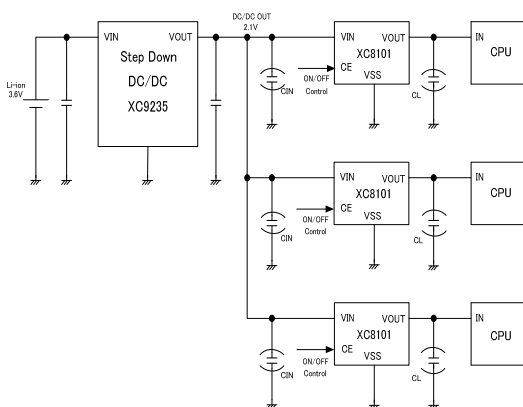 DC/DC OUT
2.1V
VIN VOUT
Step Down
DC/DC
XC9235
Li-ion
3.6V
VIN VOUT
XC8101
CE
VSS
ON/OFF
Control
CIN
CL
IN
CPU
VIN VOUT
XC8101
CE
VSS
ON/OFF
Control
CIN
CL
IN
CPU
VIN VOUT
XC8101
CE
VSS
ON/OFF
Control
CIN
CL
IN
CPU